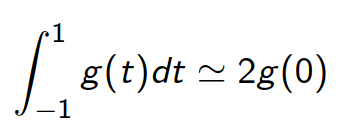 ∫_{-1}^{1} g(t)dt ≃ 2g(0)